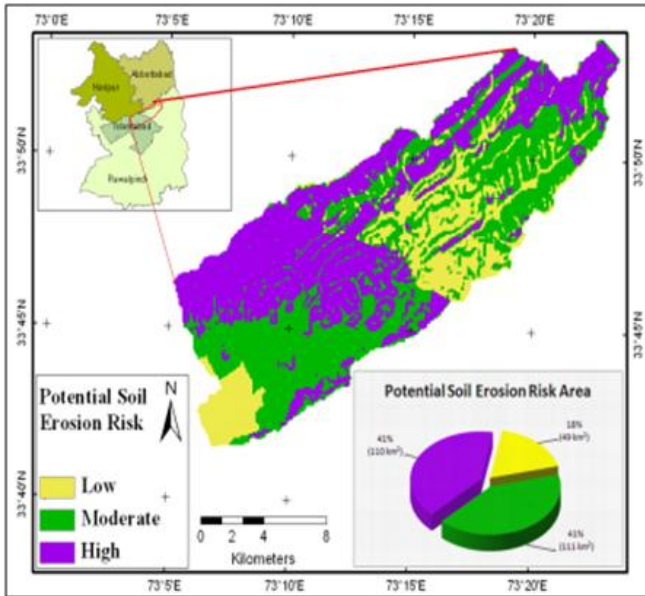 73°0'E 73°5'E 73°10'E 73°15'E 73°20'E
Abbottabad
Haripur
Islamabad
Rawalpindi
33°50'N
33°50'N
33°45'N
33°45'N
33°40'N
Potential Soil
Erosion Risk
N
Low
Moderate
High
0 2 4 8
Kilometers
Potential Soil Erosion Risk Area
18%
(49 km²)
41%
(110 km²)
41%
(111 km²)
73°5'E 73°10'E 73°15'E 73°20'E